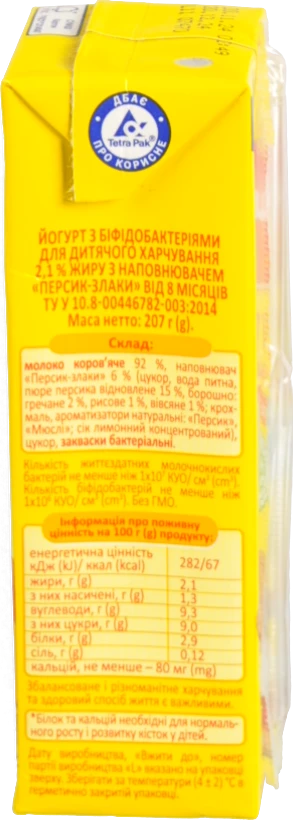 ДБАЄ
Tetra Pak
ПРО КОРИСНЕ
ЙОГУРТ З БІФІДОБАКТЕРІЯМИ
ДЛЯ ДИТЯЧОГО ХАРЧУВАННЯ
2,1 % ЖИРУ З НАПОВНЮВАЧЕМ
«ПЕРСИК-ЗЛАКИ» ВІД 8 МІСЯЦІВ
ТУ У 10.8-00446782-003:2014
Маса нетто: 207 г (g).
Склад:
молоко коров'яче 92 %, наповнювач
«Персик-злаки» 6 % (цукор, вода питна,
пюре персика відновлене 15 %, борошно:
гречане 2 %, рисове 1 %, вівсяне 1 %; крох-
маль, ароматизатори натуральні: «Персик»,
«Мюслі»; сік лимонний концентрований),
цукор, закваски бактеріальні.
Кількість життєздатних молочнокислих
бактерій не менше ніж 1х10⁷ КУО/ см³ (cm³).
Кількість біфідобактерій не менше ніж
1х10⁶ КУО/ см³ (cm³). Без ГМО.
Інформація про поживну
цінність на 100 г (g) продукту:
енергетична цінність
кДж (kJ)/ ккал (kcal) 282/67
жири, г (g) 2,1
з них насичені, г (g) 1,3
вуглеводи, г (g) 9,3
з них цукри, г (g) 9,0
білки, г (g) 2,9
сіль, г (g) 0,12
кальцій, не менше – 80 мг (mg)
Збалансоване і різноманітне харчування
та здоровий спосіб життя є важливими.
*Білок та кальцій необхідні для нормаль-
ного росту і розвитку кісток у дітей.
Дату виробництва, «Вжити до», номер
партії виробництва «L» вказано на упаковці
зверху. Зберігати за температури (4 ± 2) °С в
герметично закритій упаковці.